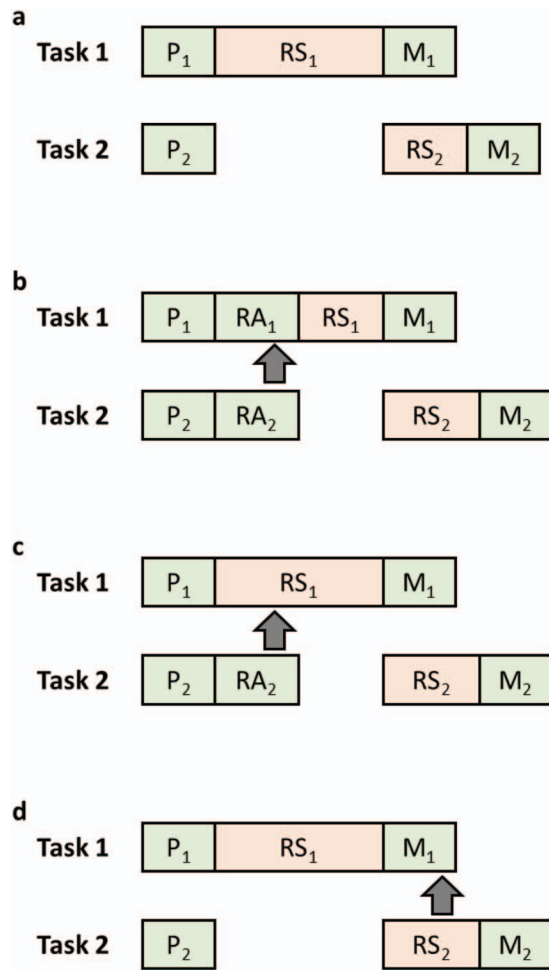 a
Task 1 P₁ RS₁ M₁
Task 2 P₂ RS₂ M₂
b
Task 1 P₁ RA₁ RS₁ M₁
Task 2 P₂ RA₂ RS₂ M₂
c
Task 1 P₁ RS₁ M₁
Task 2 P₂ RA₂ RS₂ M₂
d
Task 1 P₁ RS₁ M₁
Task 2 P₂ RS₂ M₂